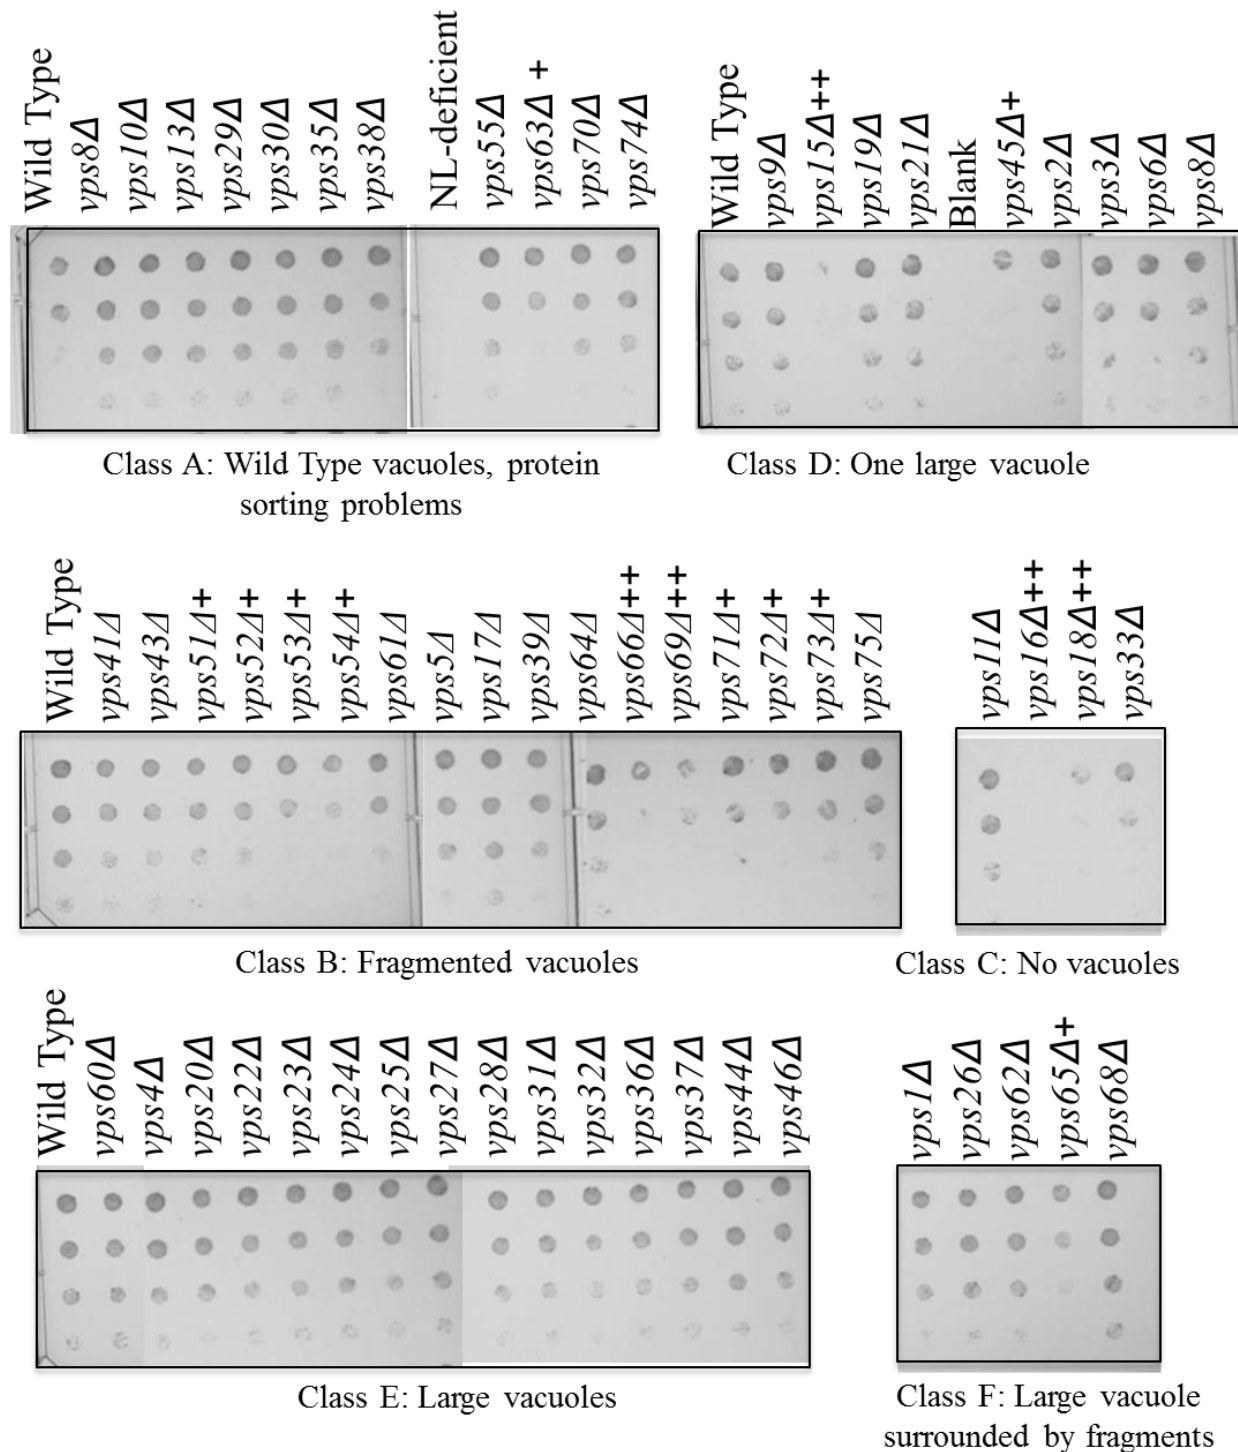 Wild Type
vps8Δ
vps10Δ
vps13Δ
vps29Δ
vps30Δ
vps35Δ
vps38Δ
NL-deficient
vps55Δ
vps63Δ +
vps70Δ
vps74Δ
Class A: Wild Type vacuoles, protein
sorting problems
Wild Type
vps9Δ
vps15Δ++
vps19Δ
vps21Δ
Blank
vps45Δ+
vps2Δ
vps3Δ
vps6Δ
vps8Δ
Class D: One large vacuole
Wild Type
vps41Δ
vps43Δ
vps51Δ+
vps52Δ+
vps53Δ+
vps54Δ+
vps61Δ
vps5Δ
vps17Δ
vps39Δ
vps64Δ
vps66Δ++
vps69Δ++
vps71Δ+
vps72Δ+
vps73Δ+
vps75Δ
Class B: Fragmented vacuoles
vps11Δ
vps16Δ++
vps18Δ++
vps33Δ
Class C: No vacuoles
Wild Type
vps60Δ
vps4Δ
vps20Δ
vps22Δ
vps23Δ
vps24Δ
vps25Δ
vps27Δ
vps28Δ
vps31Δ
vps32Δ
vps36Δ
vps37Δ
vps44Δ
vps46Δ
Class E: Large vacuoles
vps1Δ
vps26Δ
vps62Δ
vps65Δ+
vps68Δ
Class F: Large vacuole
surrounded by fragments